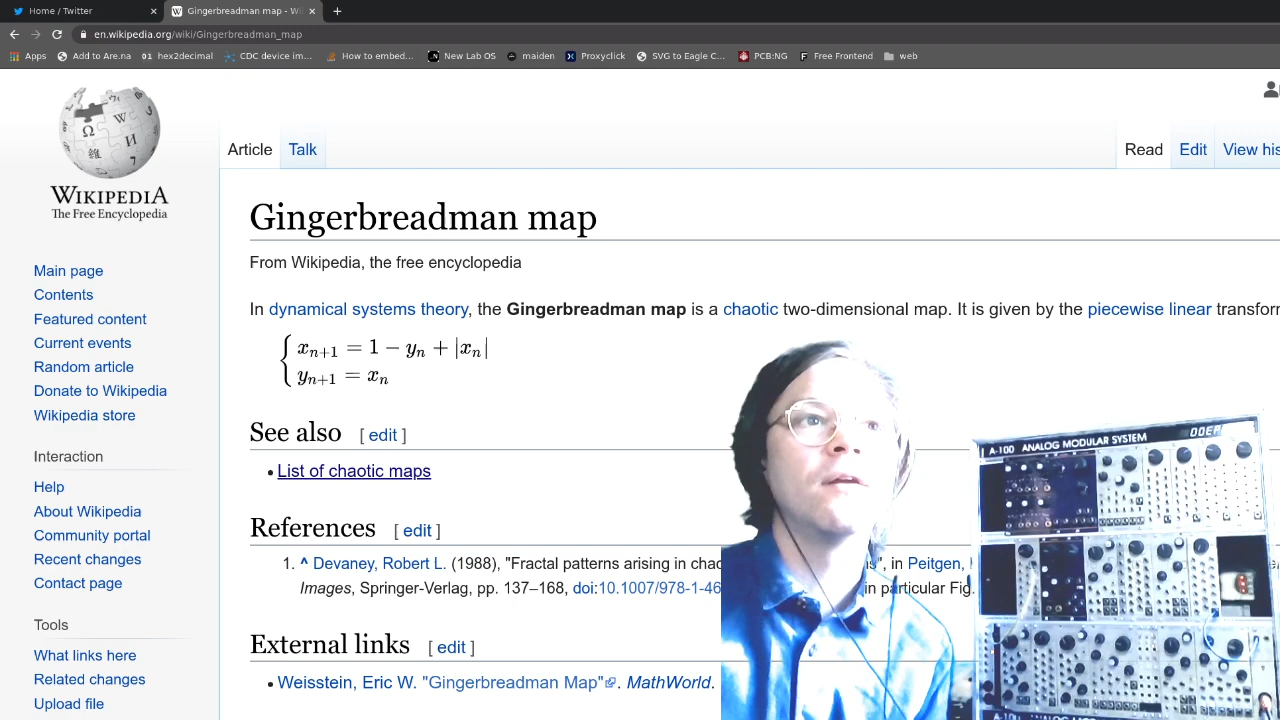 Home / Twitter
Gingerbreadman map - Wi
en.wikipedia.org/wiki/Gingerbreadman_map
Apps Add to Are.na 01 hex2decimal CDC device im... How to embed... New Lab OS maiden Proxyclick SVG to Eagle C... PCB:NG Free Frontend web
WIKIPEDIA
The Free Encyclopedia
Article Talk Read Edit View his
Gingerbreadman map
From Wikipedia, the free encyclopedia
In dynamical systems theory, the Gingerbreadman map is a chaotic two-dimensional map. It is given by the piecewise linear transfor
xₙ₊₁ = 1 − yₙ + |xₙ|
yₙ₊₁ = xₙ
See also [ edit ]
• List of chaotic maps
References [ edit ]
1. ^ Devaney, Robert L. (1988), "Fractal patterns arising in chao s", in Peitgen,
Images, Springer-Verlag, pp. 137–168, doi:10.1007/978-1-46 in particular Fig.
External links [ edit ]
• Weisstein, Eric W. "Gingerbreadman Map". MathWorld.
Main page
Contents
Featured content
Current events
Random article
Donate to Wikipedia
Wikipedia store
Interaction
Help
About Wikipedia
Community portal
Recent changes
Contact page
Tools
What links here
Related changes
Upload file
A-100 ANALOG MODULAR SYSTEM DOEP